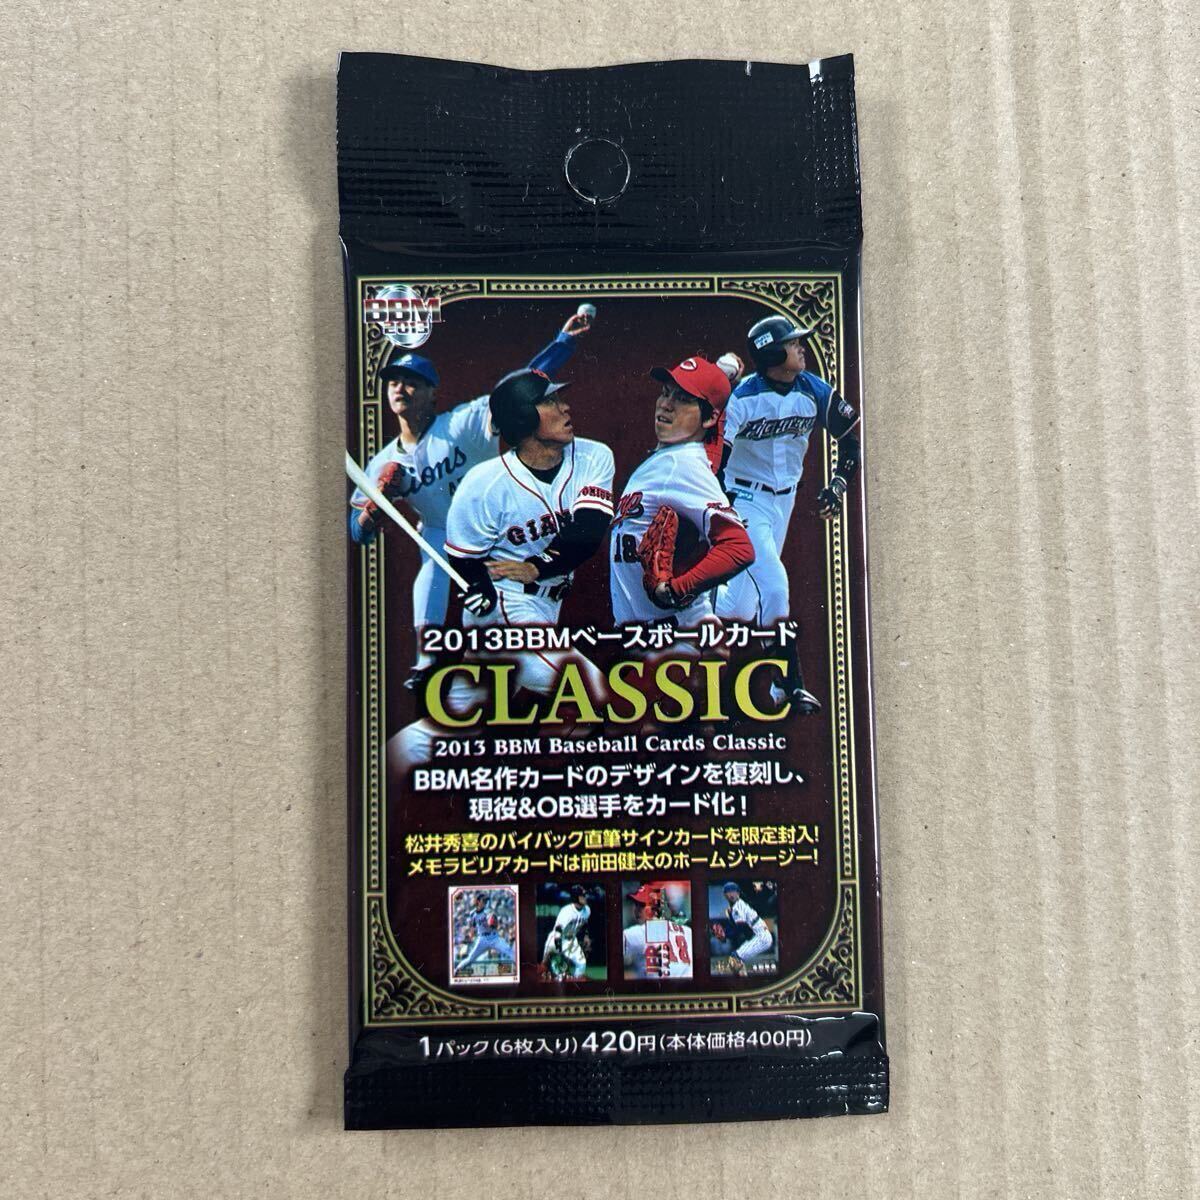 BBM
2013
Lions
GIAN
18
FIGHTERS
2013BBMベースボールカード
CLASSIC
2013 BBM Baseball Cards Classic
BBM名作カードのデザインを復刻し、
現役&OB選手をカード化！
松井秀喜のバイバック直筆サインカードを限定封入！
メモラビリアカードは前田健太のホームジャージー！
1パック（6枚入り）420円（本体価格400円）